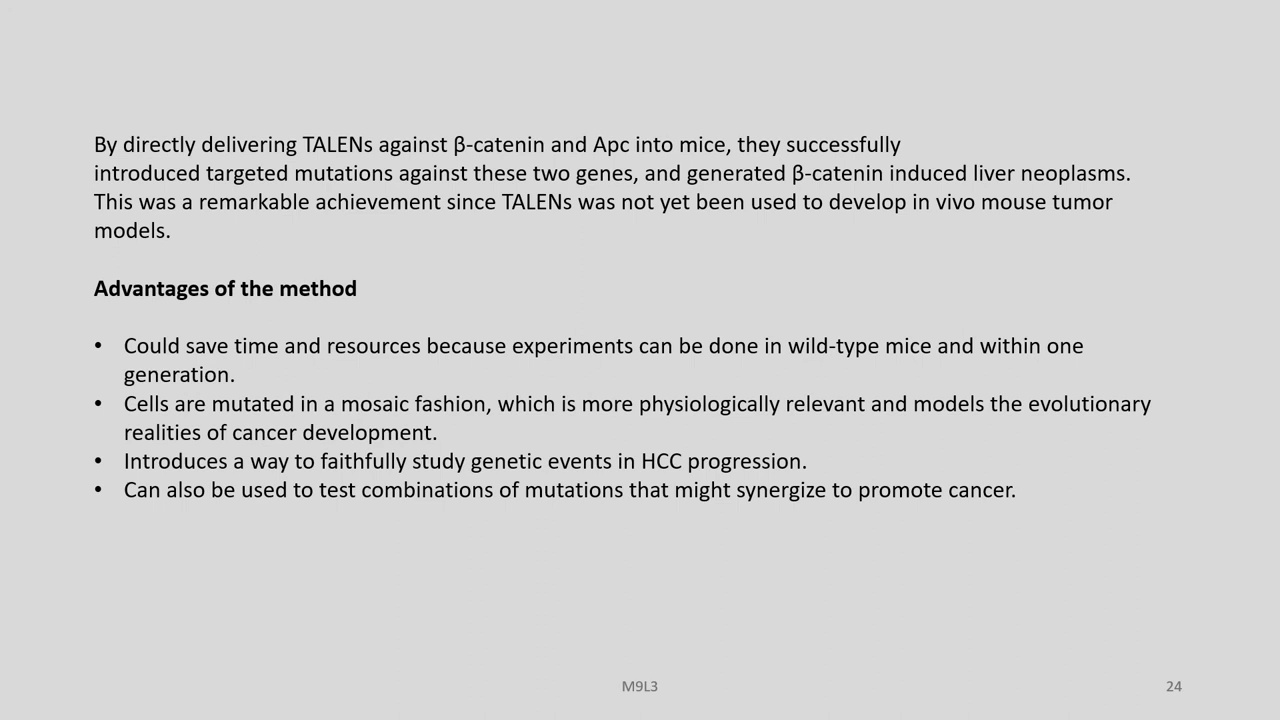 By directly delivering TALENs against β-catenin and Apc into mice, they successfully
introduced targeted mutations against these two genes, and generated β-catenin induced liver neoplasms.
This was a remarkable achievement since TALENs was not yet been used to develop in vivo mouse tumor
models.
Advantages of the method
• Could save time and resources because experiments can be done in wild-type mice and within one
generation.
• Cells are mutated in a mosaic fashion, which is more physiologically relevant and models the evolutionary
realities of cancer development.
• Introduces a way to faithfully study genetic events in HCC progression.
• Can also be used to test combinations of mutations that might synergize to promote cancer.
M9L3
24